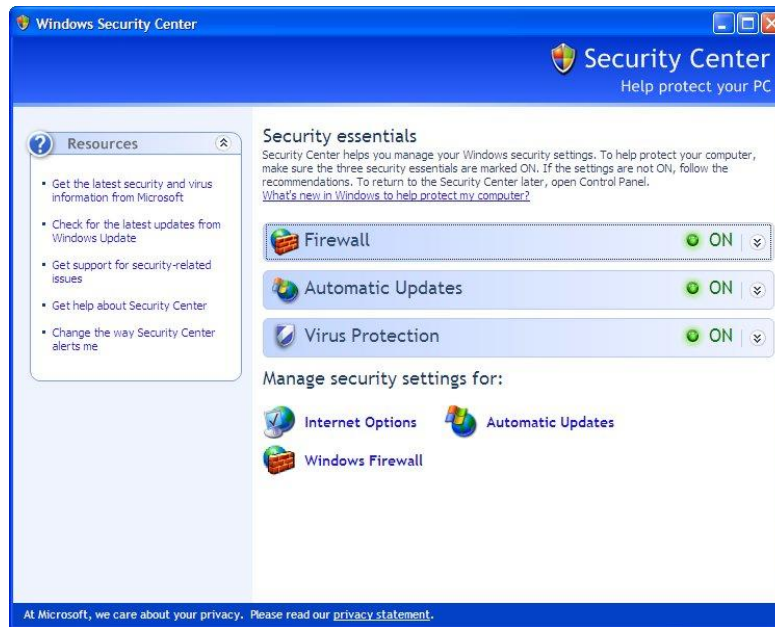 Windows Security Center
Security Center
Help protect your PC
Resources
Get the latest security and virus
information from Microsoft
Check for the latest updates from
Windows Update
Get support for security-related
issues
Get help about Security Center
Change the way Security Center
alerts me
Security essentials
Security Center helps you manage your Windows security settings. To help protect your computer,
make sure the three security essentials are marked ON. If the settings are not ON, follow the
recommendations. To return to the Security Center later, open Control Panel.
What's new in Windows to help protect my computer?
Firewall ON
Automatic Updates ON
Virus Protection ON
Manage security settings for:
Internet Options Automatic Updates
Windows Firewall
At Microsoft, we care about your privacy. Please read our privacy statement.